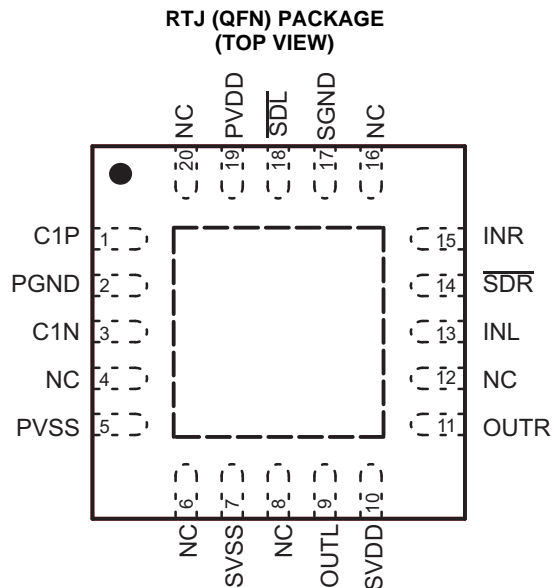 RTJ (QFN) PACKAGE
(TOP VIEW)
NC
PVDD
SDL
SGND
NC
20
19
18
17
16
C1P 1
PGND 2
C1N 3
NC 4
PVSS 5
15 INR
14 SDR
13 INL
12 NC
11 OUTR
6
7
8
9
10
NC
SVSS
NC
OUTL
SVDD